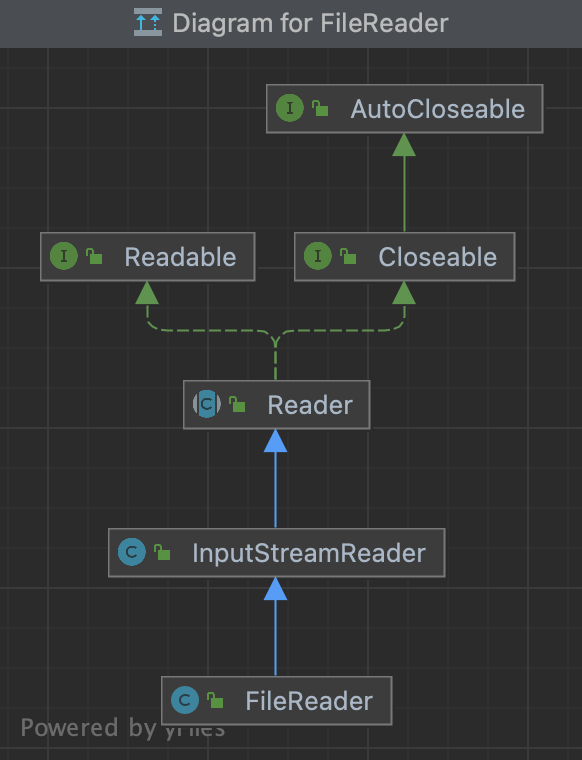 Diagram for FileReader
I AutoCloseable
I Readable
I Closeable
C Reader
C InputStreamReader
C FileReader
Powered by yFiles